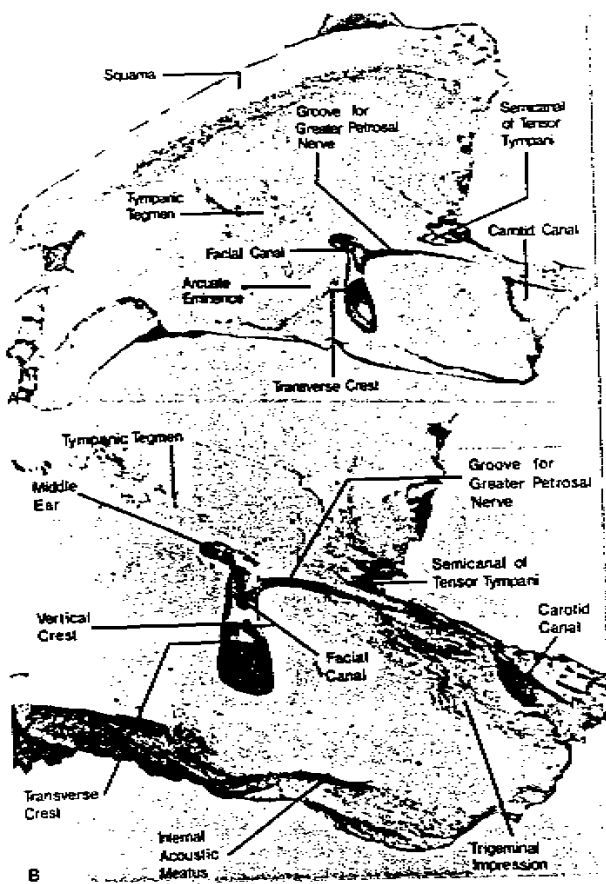 Squama
Groove for
Greater Petrosal
Nerve
Semicanal
of Tensor
Tympani
Tympanic
Tegmen
Facial Canal
Carotid Canal
Arcuate
Eminence
Transverse Crest
Tympanic Tegmen
Middle
Ear
Groove for
Greater Petrosal
Nerve
Semicanal of
Tensor Tympani
Vertical
Crest
Carotid
Canal
Facial
Canal
Transverse
Crest
Internal
Acoustic
Meatus
Trigeminal
Impression
B